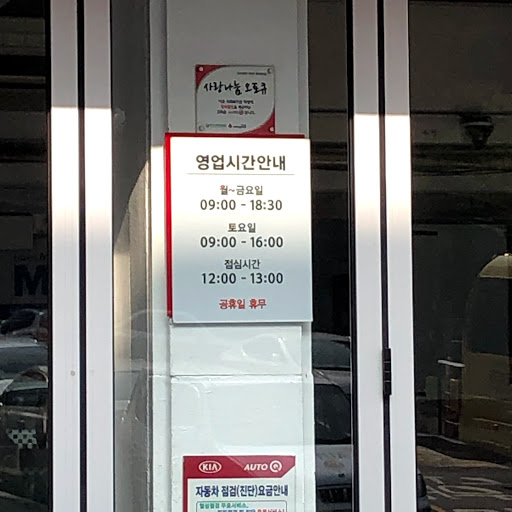 사랑나눔 오토큐
영업시간안내
월~금요일
09:00 - 18:30
토요일
09:00 - 16:00
점심시간
12:00 - 13:00
공휴일 휴무
KIA AUTO Q
자동차 점검(진단)요금안내